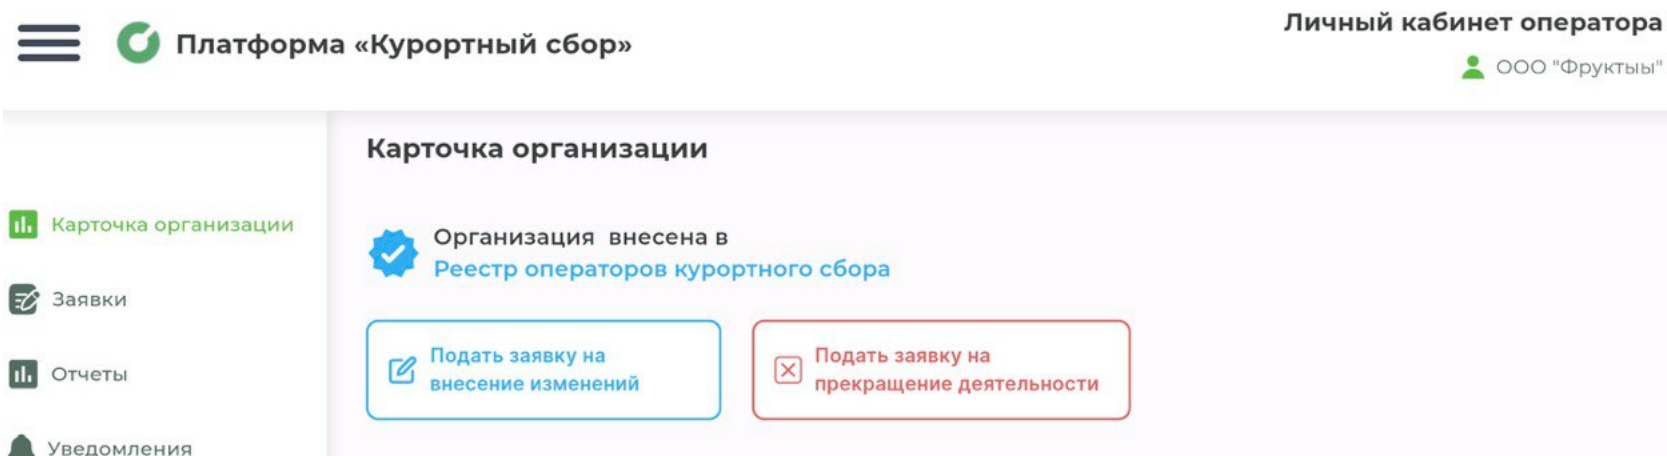 Платформа «Курортный сбор»
Личный кабинет оператора
ООО "Фруктыы"
Карточка организации
Заявки
Отчеты
Уведомления
Карточка организации
Организация внесена в
Реестр операторов курортного сбора
Подать заявку на
внесение изменений
Подать заявку на
прекращение деятельности